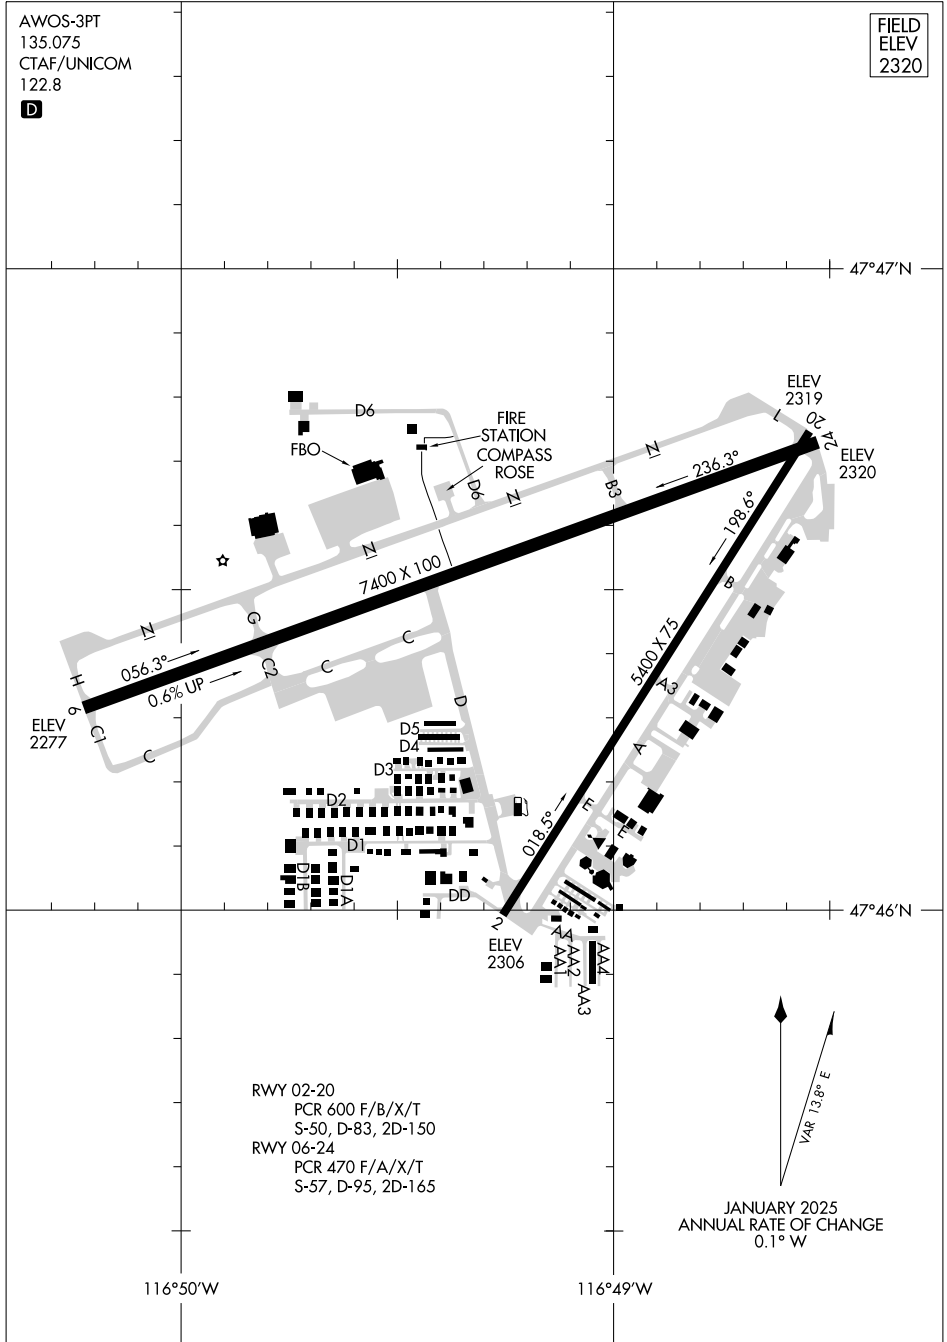 AWOS-3PT
135.075
CTAF/UNICOM
122.8
D
FIELD
ELEV
2320
47°47'N
ELEV
2319
D6
FIRE
STATION
COMPASS
ROSE
FBO
D6
N
N
N
N
B3
L
24 20
ELEV
2320
236.3°
198.6°
7400 X 100
5400 X 75
B
G
H
6
056.3°
0.6% UP
C2
C
C
C
C1
ELEV
2277
D
A3
A
D5
D4
D3
D2
D1
D1B
D1A
DD
E
E
018.5°
2
ELEV
2306
47°46'N
AA
AA1
AA2
AA3
AA4
RWY 02-20
PCR 600 F/B/X/T
S-50, D-83, 2D-150
RWY 06-24
PCR 470 F/A/X/T
S-57, D-95, 2D-165
VAR 13.8° E
JANUARY 2025
ANNUAL RATE OF CHANGE
0.1° W
116°50'W
116°49'W